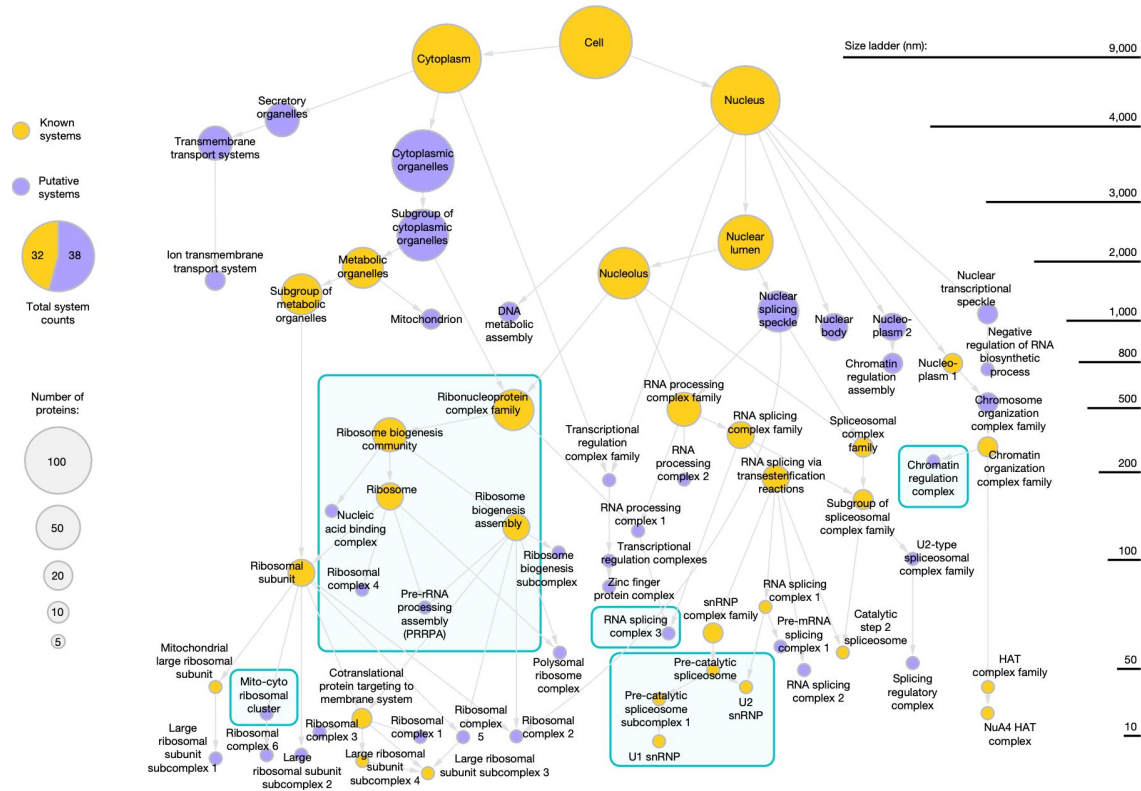 Cell
Cytoplasm
Size ladder (nm):
9,000
Nucleus
Secretory
organelles
4,000
Known
systems
Transmembrane
transport systems
Cytoplasmic
organelles
Putative
systems
3,000
Subgroup of
cytoplasmic
organelles
Nuclear
lumen
32
38
Total system
counts
Ion transmembrane
transport system
Metabolic
organelles
Nucleolus
2,000
Nuclear
transcriptional
speckle
Subgroup of
metabolic
organelles
Mitochondrion
DNA
metabolic
assembly
Nuclear
splicing
speckle
Nuclear
body
Nucleo-
plasm 2
1,000
Negative
regulation of RNA
biosynthetic
process
Chromatin
regulation
assembly
Nucleo-
plasm 1
800
Number of
proteins:
100
50
20
10
5
Ribonucleoprotein
complex family
RNA processing
complex family
Chromosome
organization
complex family
500
Ribosome biogenesis
community
Transcriptional
regulation
complex family
RNA splicing
complex family
Spliceosomal
complex
family
RNA
processing
complex 2
RNA splicing via
transesterification
reactions
Chromatin
regulation
complex
Chromatin
organization
complex family
200
Ribosome
Ribosome
biogenesis
assembly
Nucleic
acid binding
complex
RNA processing
complex 1
Subgroup of
spliceosomal
complex family
Ribosomal
subunit
Ribosomal
complex 4
Ribosome
biogenesis
subcomplex
Transcriptional
regulation complexes
U2-type
spliceosomal
complex family
100
Pre-rRNA
processing
assembly
(PRRPA)
Zinc finger
protein complex
RNA splicing
complex 1
RNA splicing
complex 3
snRNP
complex family
Pre-mRNA
splicing
complex 1
Catalytic
step 2
spliceosome
Mitochondrial
large ribosomal
subunit
Polysomal
ribosome
complex
Pre-catalytic
spliceosome
RNA splicing
complex 2
Splicing
regulatory
complex
HAT
complex family
50
Mito-cyto
ribosomal
cluster
Cotranslational
protein targeting to
membrane system
Pre-catalytic
spliceosome
subcomplex 1
U2
snRNP
NuA4 HAT
complex
10
Large
ribosomal
subunit
subcomplex 1
Ribosomal
complex 6
Ribosomal
complex 3
Ribosomal
complex 1
Ribosomal
complex
5
Ribosomal
complex 2
Large
ribosomal subunit
subcomplex 2
Large ribosomal
subunit
subcomplex 4
Large ribosomal
subunit subcomplex 3
U1 snRNP